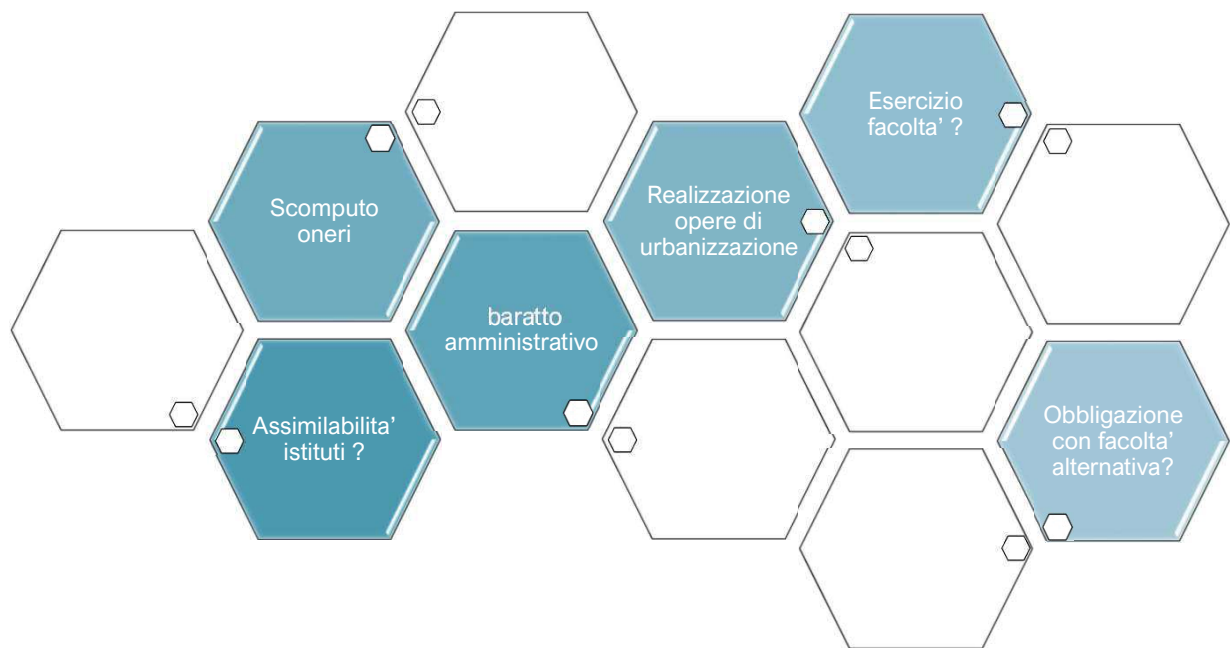 Esercizio
facolta' ?
Scomputo
oneri
Realizzazione
opere di
urbanizzazione
baratto
amministrativo
Assimilabilita'
istituti ?
Obbligazione
con facolta'
alternativa?